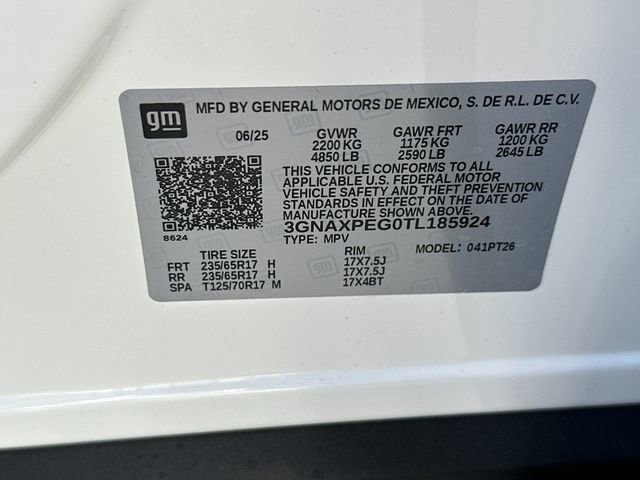 gm
MFD BY GENERAL MOTORS DE MEXICO, S. DE R.L. DE C.V.
06/25 GVWR GAWR FRT GAWR RR
2200 KG 1175 KG 1200 KG
4850 LB 2590 LB 2645 LB
THIS VEHICLE CONFORMS TO ALL
APPLICABLE U.S. FEDERAL MOTOR
VEHICLE SAFETY AND THEFT PREVENTION
STANDARDS IN EFFECT ON THE DATE OF
MANUFACTURE SHOWN ABOVE.
3GNAXPEG0TL185924
8624
TYPE: MPV MODEL: 041PT26
TIRE SIZE RIM
FRT 235/65R17 H 17X7.5J
RR 235/65R17 H 17X7.5J
SPA T125/70R17 M 17X4BT